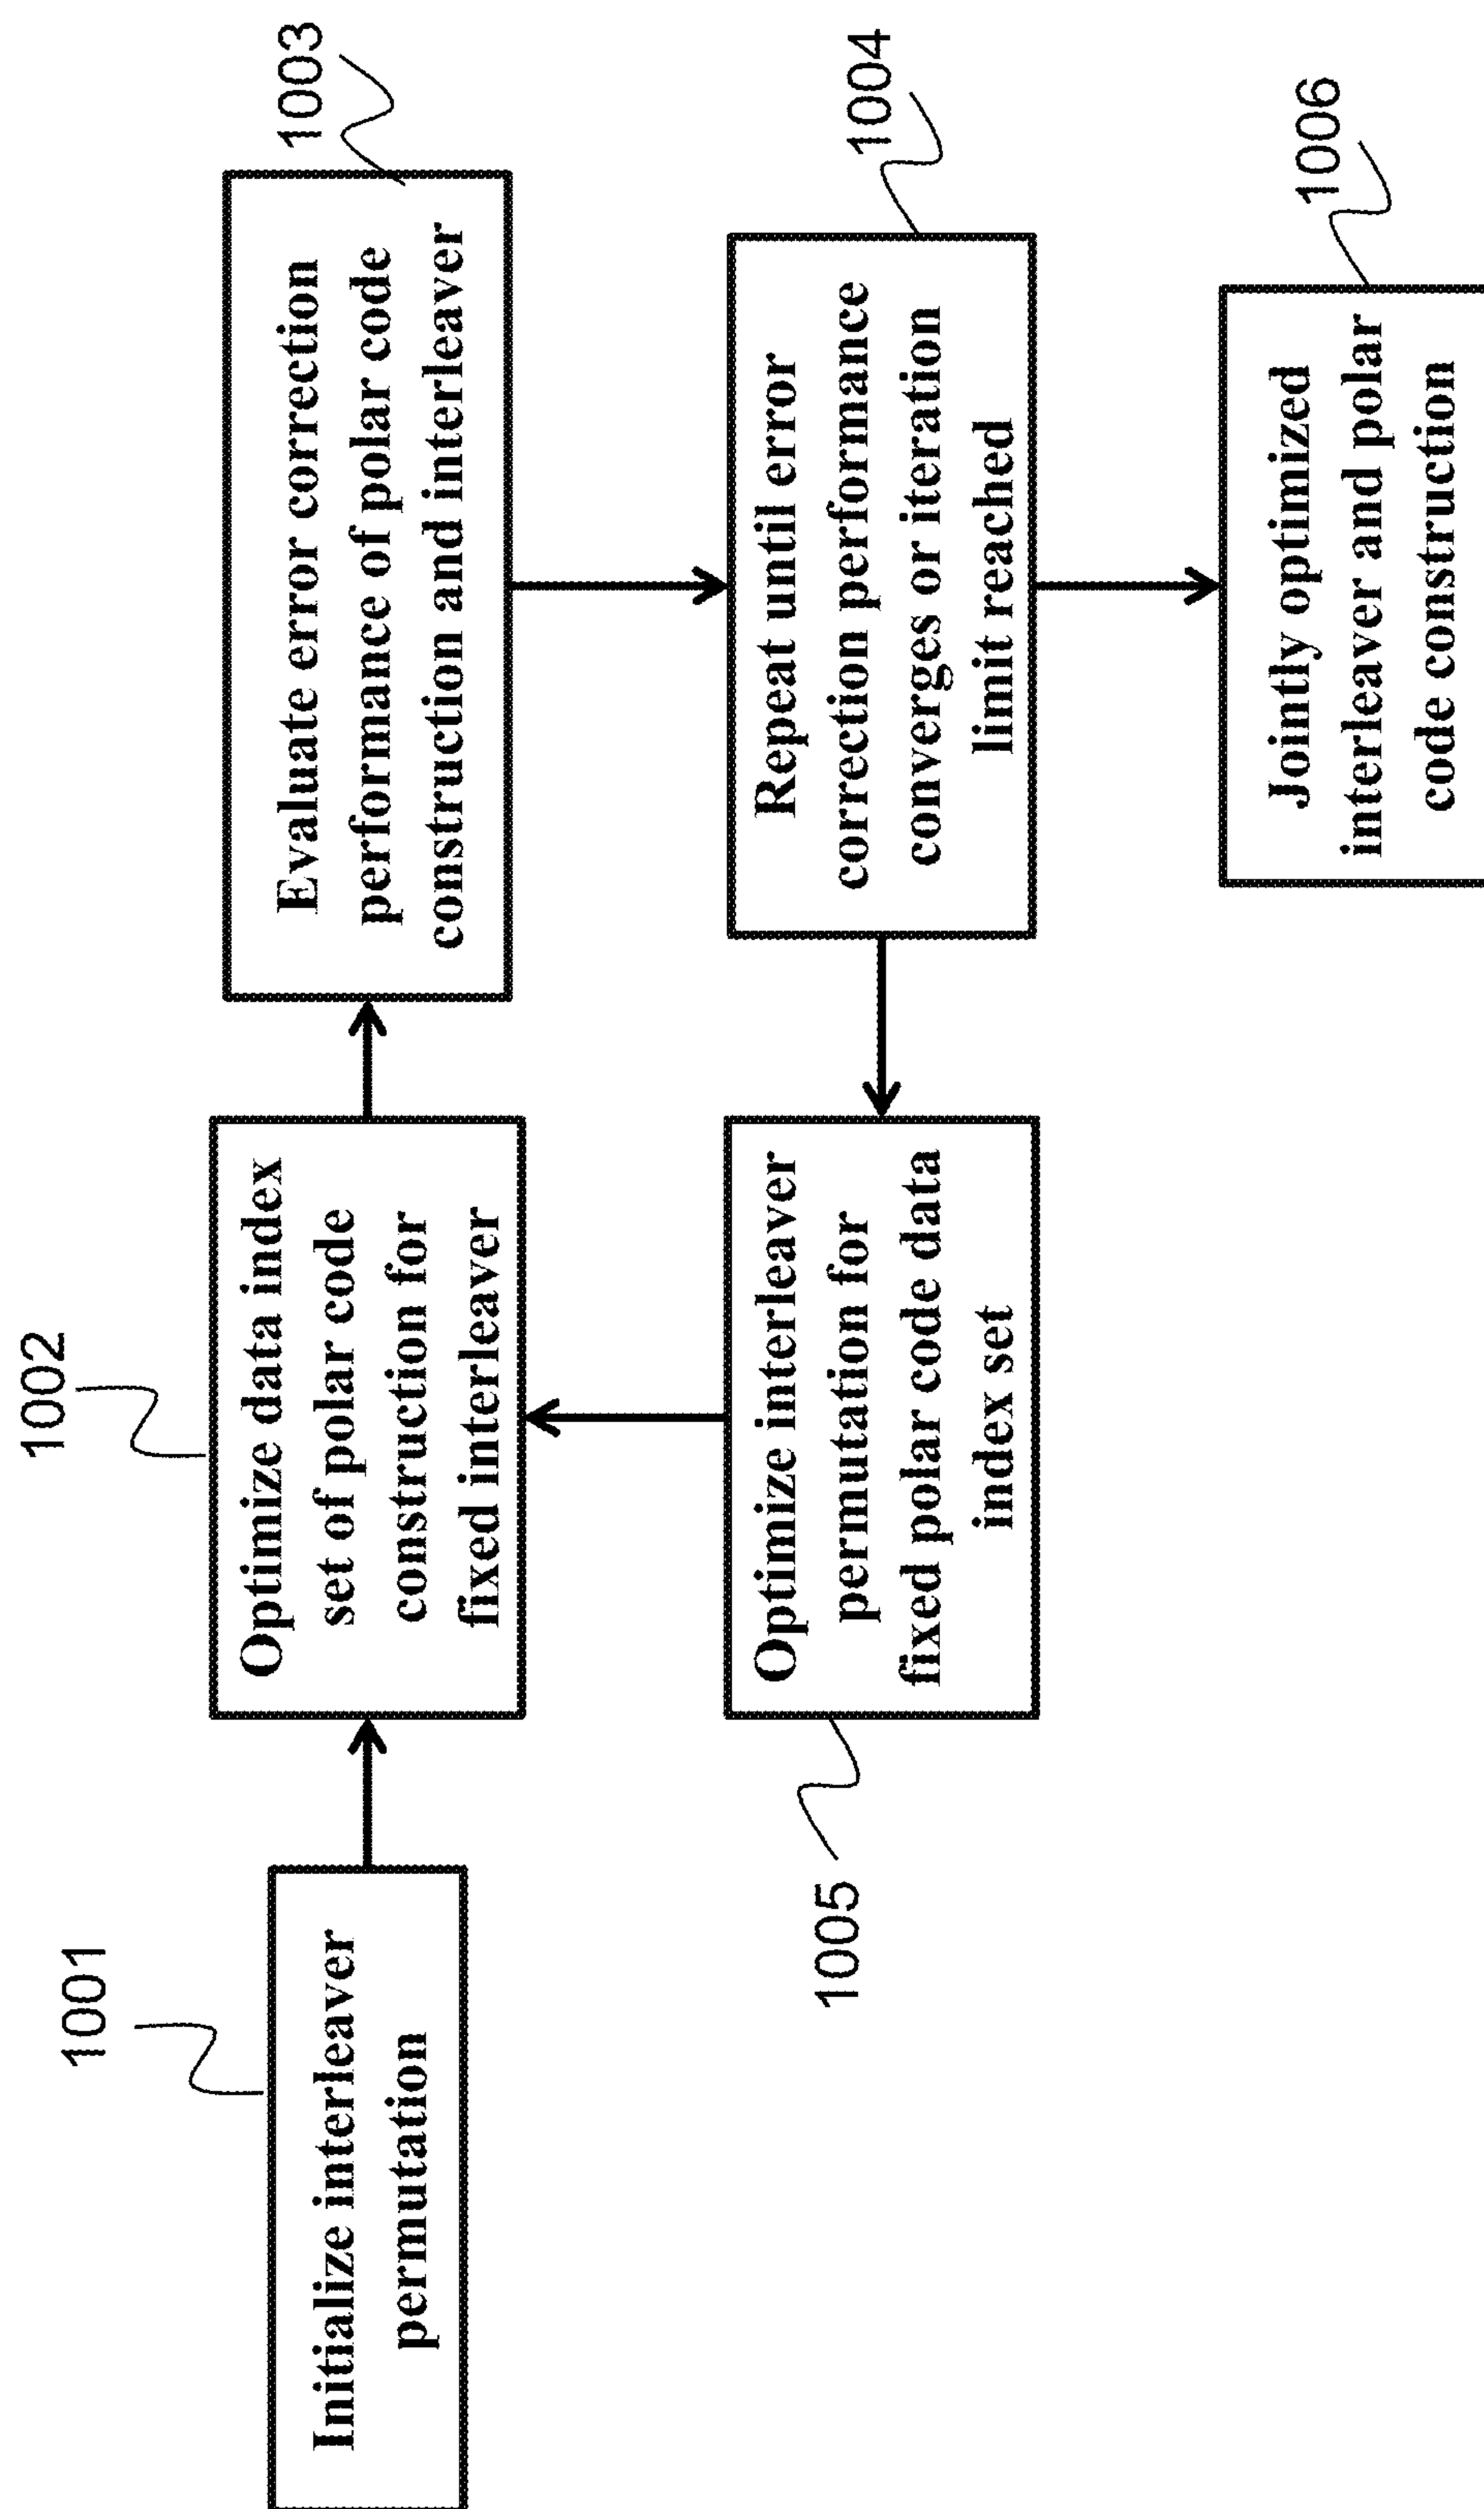 1001
Initialize interleaver
permutation
1002
Optimize data index
set of polar code
construction for
fixed interleaver
1003
Evaluate error correction
performance of polar code
construction and interleaver
1004
Repeat until error
correction performance
converges or iteration
limit reached
1005
Optimize interleaver
permutation for
fixed polar code data
index set
1006
Jointly optimized
interleaver and polar
code construction